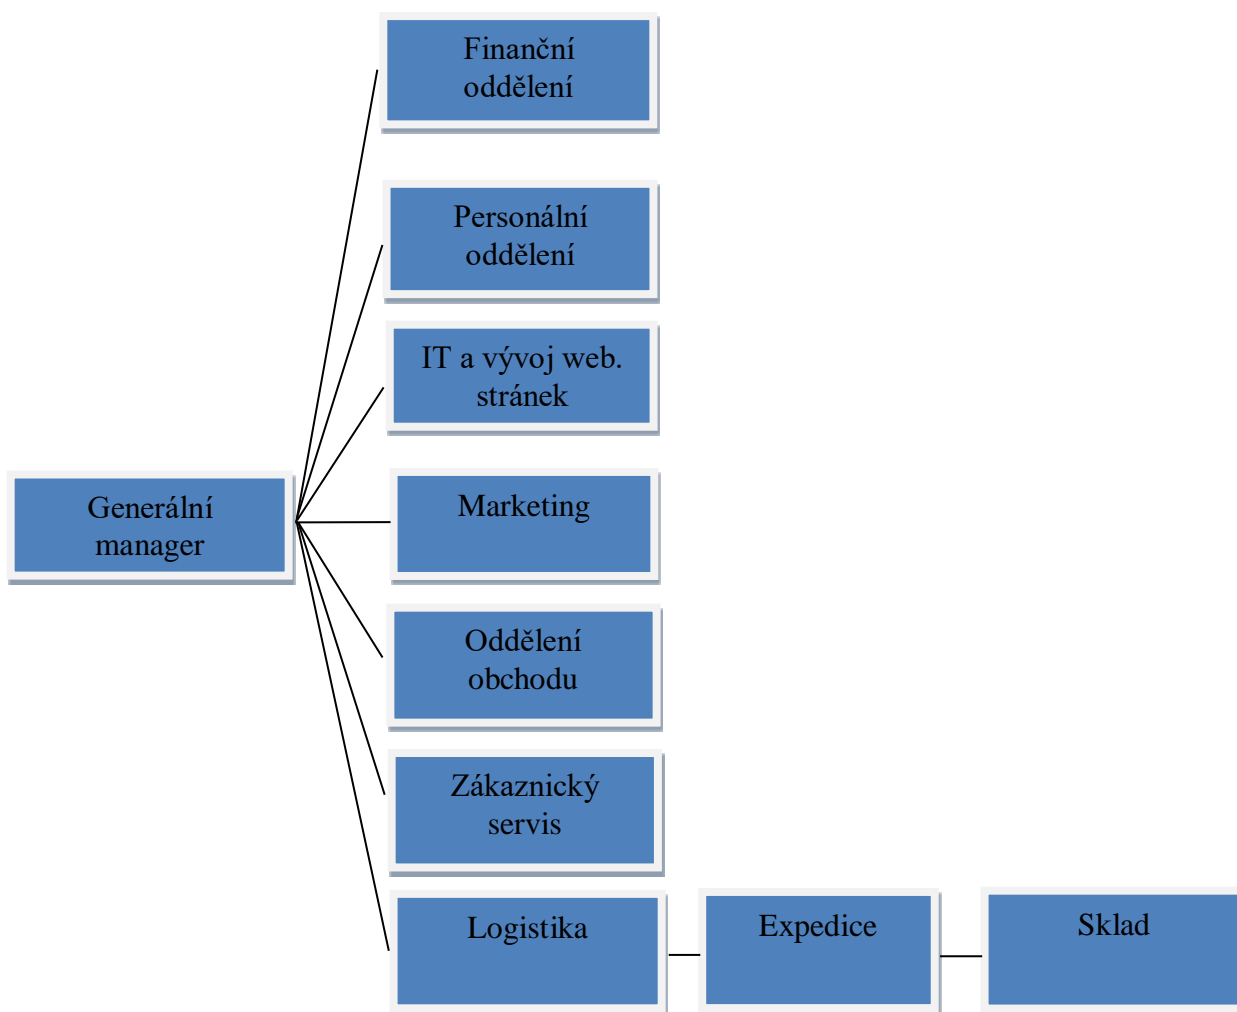 Finanční
oddělení
Personální
oddělení
IT a vývoj web.
stránek
Generální
manager
Marketing
Oddělení
obchodu
Zákaznický
servis
Logistika
Expedice
Sklad